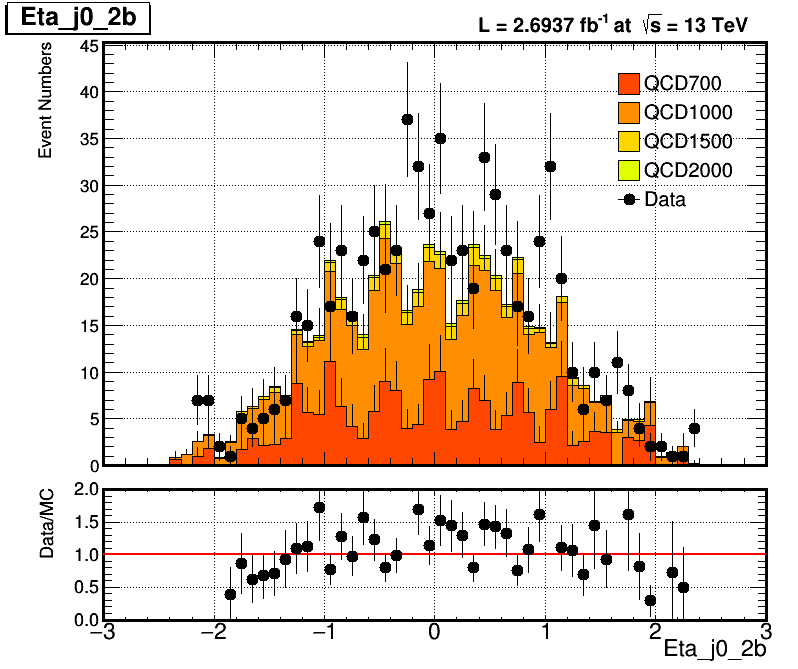 Eta_j0_2b
L = 2.6937 fb-1 at √s = 13 TeV
Event Numbers
45
40
35
30
25
20
15
10
5
0
QCD700
QCD1000
QCD1500
QCD2000
Data
Data/MC
2.0
1.5
1.0
0.5
0.0
−3 −2 −1 0 1 2 3
Eta_j0_2b